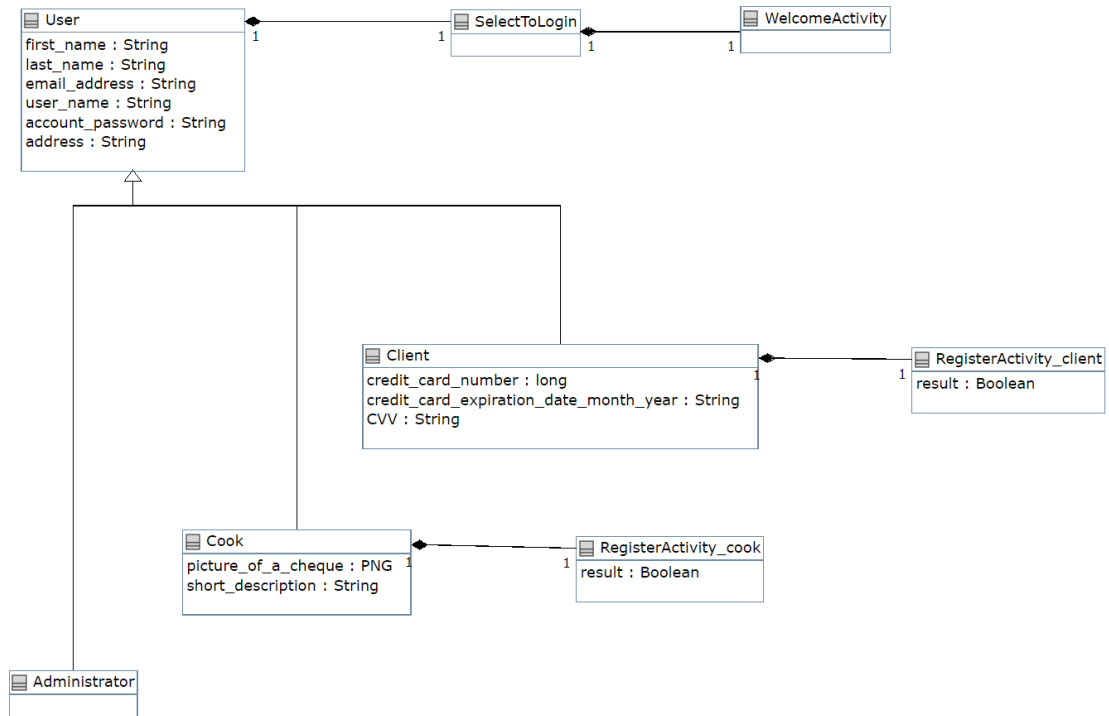 User
first_name : String
last_name : String
email_address : String
user_name : String
account_password : String
address : String
1
1
SelectToLogin
1
1
WelcomeActivity
Client
credit_card_number : long
credit_card_expiration_date_month_year : String
CVV : String
1
1
RegisterActivity_client
result : Boolean
Cook
picture_of_a_cheque : PNG
short_description : String
1
1
RegisterActivity_cook
result : Boolean
Administrator